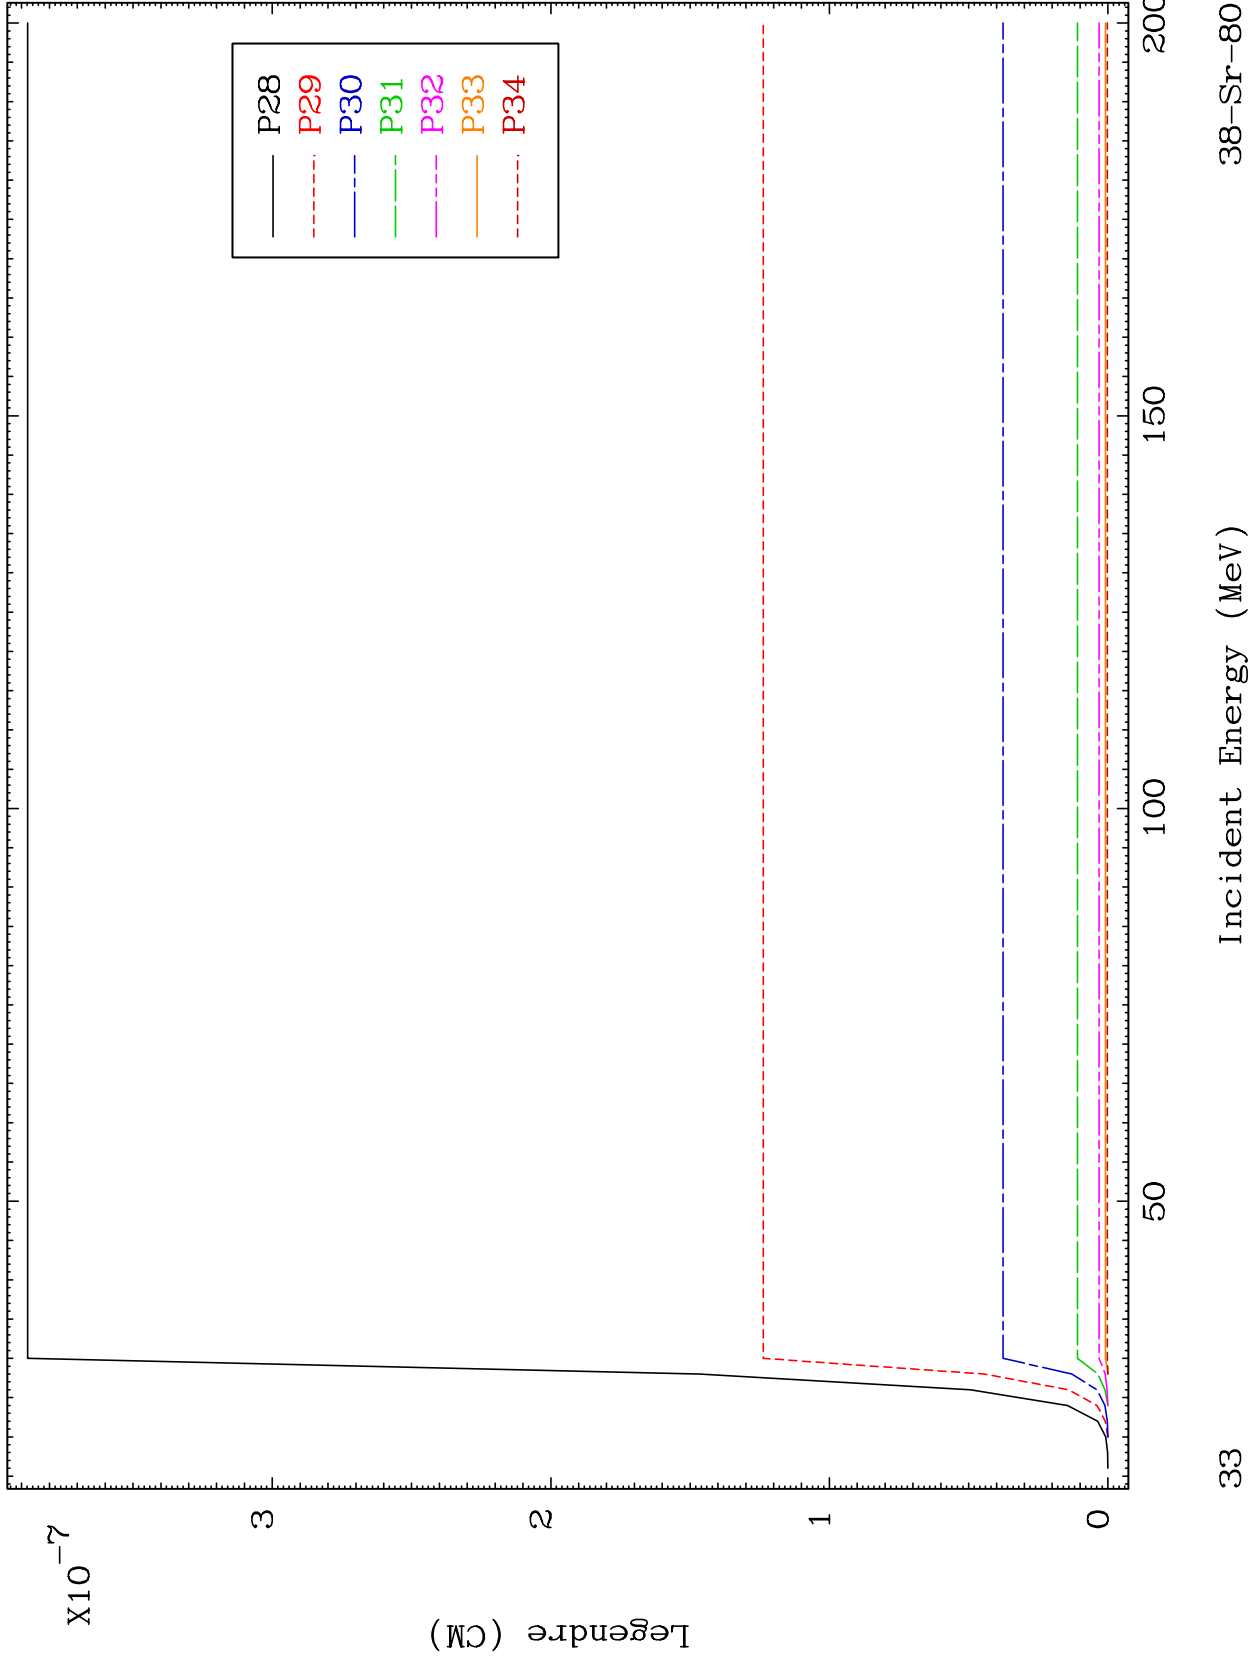 X10-7
Legendre (CM)
3
2
1
0
P28
P29
P30
P31
P32
P33
P34
50
100
150
200
33
Incident Energy (MeV)
38-Sr-80